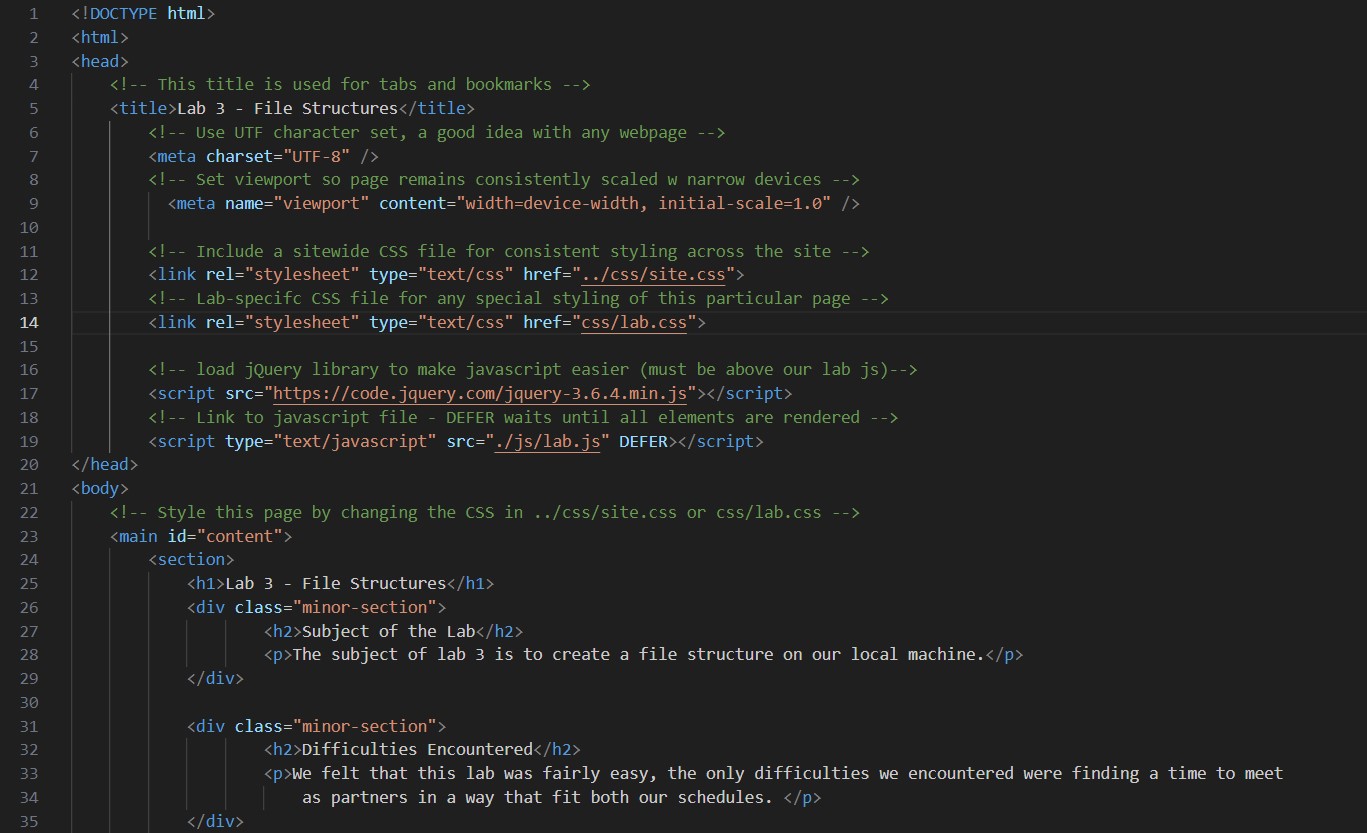 1 <!DOCTYPE html>
2 <html>
3 <head>
4     <!-- This title is used for tabs and bookmarks -->
5     <title>Lab 3 - File Structures</title>
6         <!-- Use UTF character set, a good idea with any webpage -->
7         <meta charset="UTF-8" />
8         <!-- Set viewport so page remains consistently scaled w narrow devices -->
9           <meta name="viewport" content="width=device-width, initial-scale=1.0" />
10
11         <!-- Include a sitewide CSS file for consistent styling across the site -->
12         <link rel="stylesheet" type="text/css" href="../css/site.css">
13         <!-- Lab-specifc CSS file for any special styling of this particular page -->
14         <link rel="stylesheet" type="text/css" href="css/lab.css">
15
16         <!-- load jQuery library to make javascript easier (must be above our lab js)-->
17         <script src="https://code.jquery.com/jquery-3.6.4.min.js"></script>
18         <!-- Link to javascript file - DEFER waits until all elements are rendered -->
19         <script type="text/javascript" src="./js/lab.js" DEFER></script>
20 </head>
21 <body>
22     <!-- Style this page by changing the CSS in ../css/site.css or css/lab.css -->
23     <main id="content">
24         <section>
25             <h1>Lab 3 - File Structures</h1>
26             <div class="minor-section">
27                     <h2>Subject of the Lab</h2>
28                     <p>The subject of lab 3 is to create a file structure on our local machine.</p>
29             </div>
30
31             <div class="minor-section">
32                     <h2>Difficulties Encountered</h2>
33                     <p>We felt that this lab was fairly easy, the only difficulties we encountered were finding a time to meet
34                         as partners in a way that fit both our schedules. </p>
35             </div>